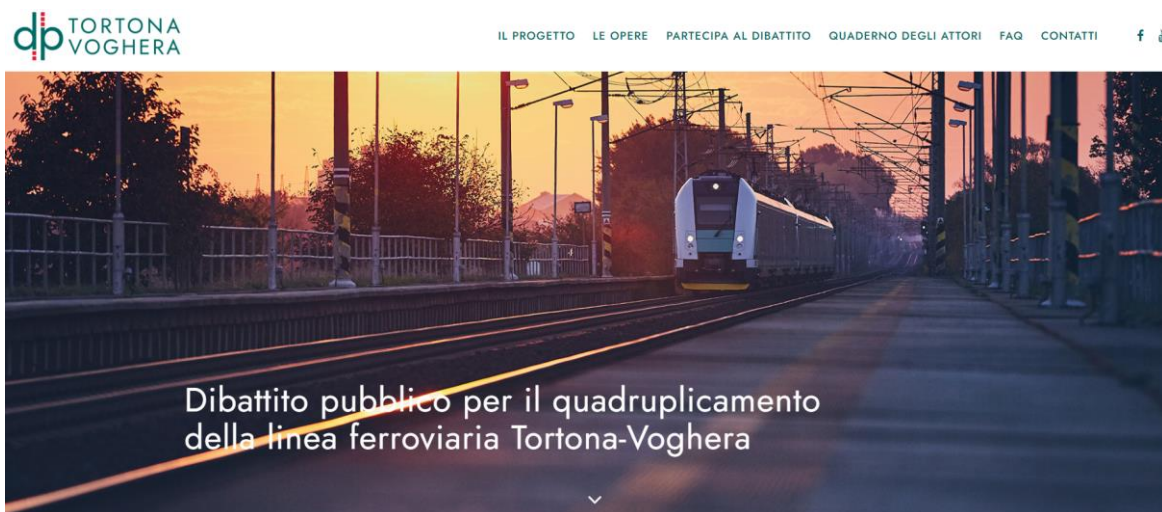 dp TORTONA
VOGHERA
IL PROGETTO LE OPERE PARTECIPA AL DIBATTITO QUADERNO DEGLI ATTORI FAQ CONTATTI f
Dibattito pubblico per il quadruplicamento
della linea ferroviaria Tortona-Voghera